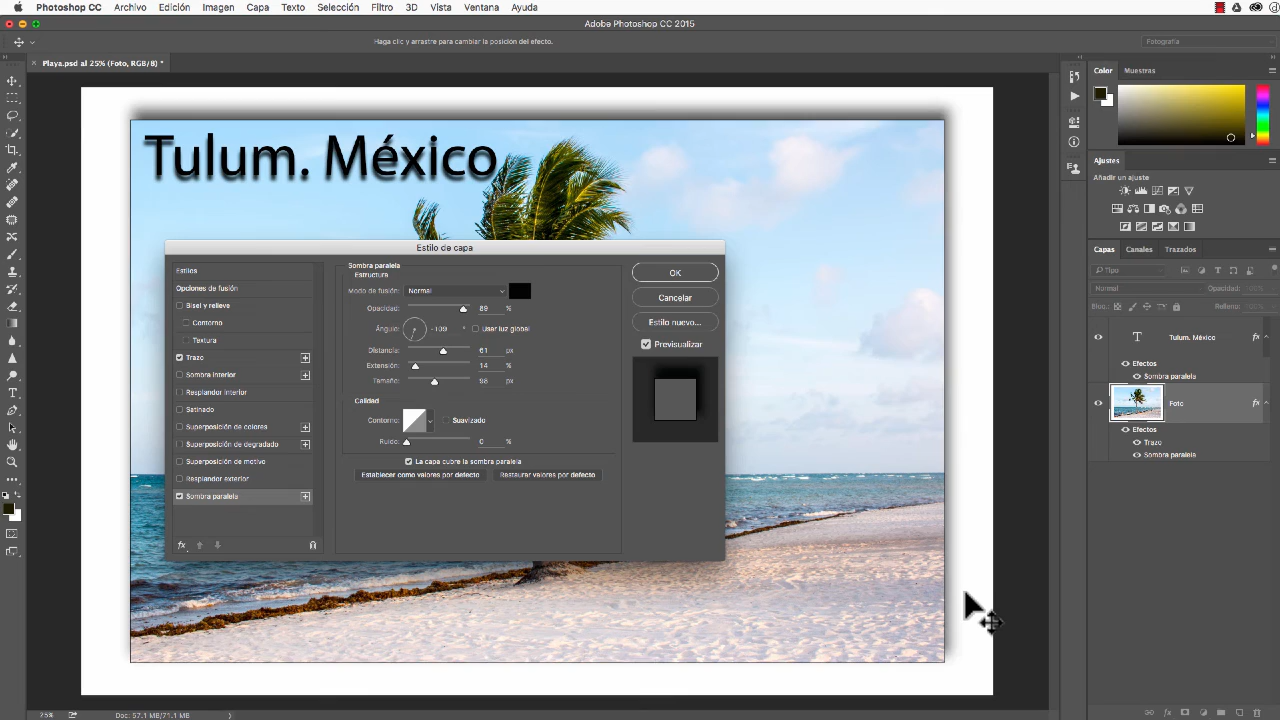 Photoshop CC Archivo Edición Imagen Capa Texto Selección Filtro 3D Vista Ventana Ayuda
Adobe Photoshop CC 2015
Haga clic y arrastre para cambiar la posición del efecto.
Fotografía
Playa.psd al 25% (Foto, RGB/8) *
Color Muestras
Tulum. México
Ajustes
Añadir un ajuste
Estilo de capa
Estilos
Opciones de fusión
Bisel y relieve
Contorno
Textura
Trazo
Sombra interior
Resplandor interior
Satinado
Superposición de colores
Superposición de degradado
Superposición de motivo
Resplandor exterior
Sombra paralela
fx
Sombra paralela
Estructura
Modo de fusión: Normal
Opacidad: 89 %
Ángulo: -109 ° Usar luz global
Distancia: 61 px
Extensión: 14 %
Tamaño: 98 px
Calidad
Contorno: Suavizado
Ruido: 0 %
La capa cubre la sombra paralela
Establecer como valores por defecto Restaurar valores por defecto
OK
Cancelar
Estilo nuevo...
Previsualizar
Capas Canales Trazados
Tipo
Normal Opacidad: 100%
Bloq.: Relleno:
T Tulum. México fx
Efectos
Sombra paralela
Foto fx
Efectos
Trazo
Sombra paralela
25% Doc: 57.1 MB/71.1 MB